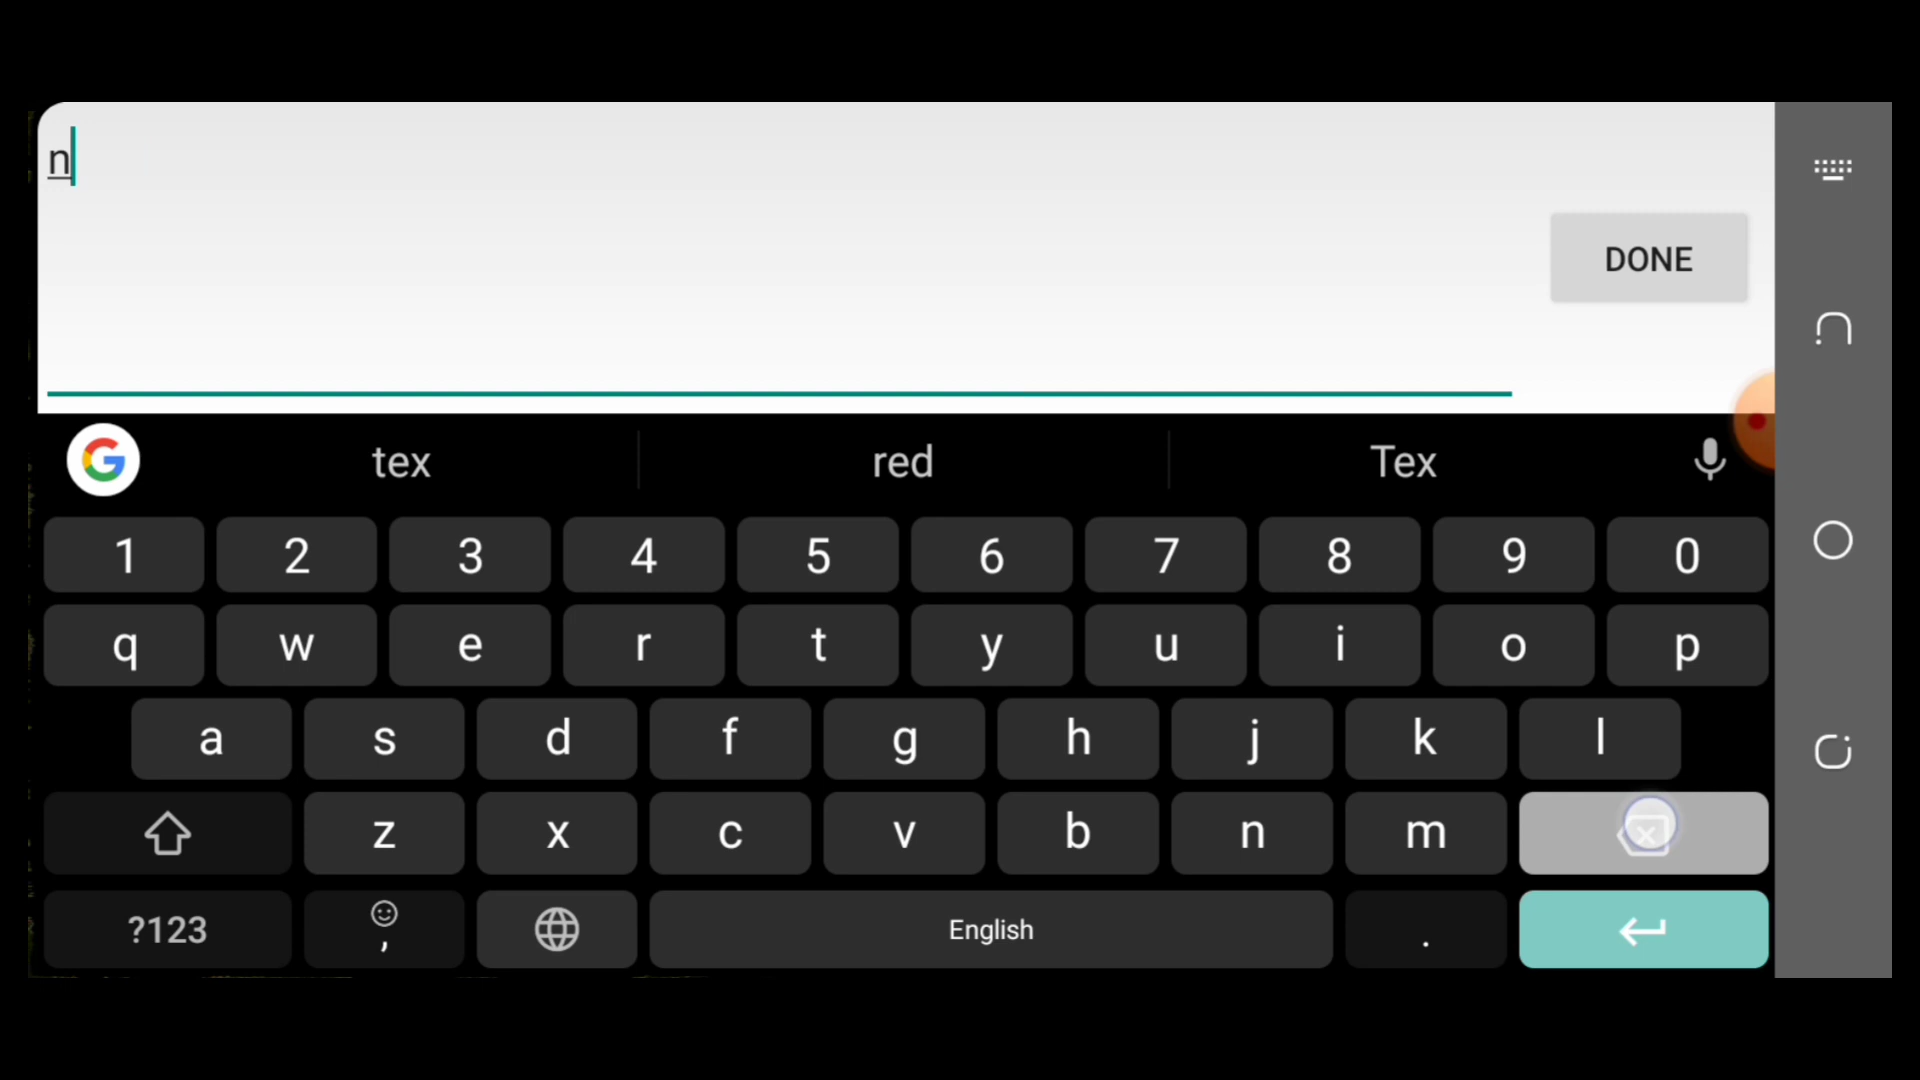 n
DONE
tex red Tex
1 2 3 4 5 6 7 8 9 0
q w e r t y u i o p
a s d f g h j k l
z x c v b n m
?123 , English .